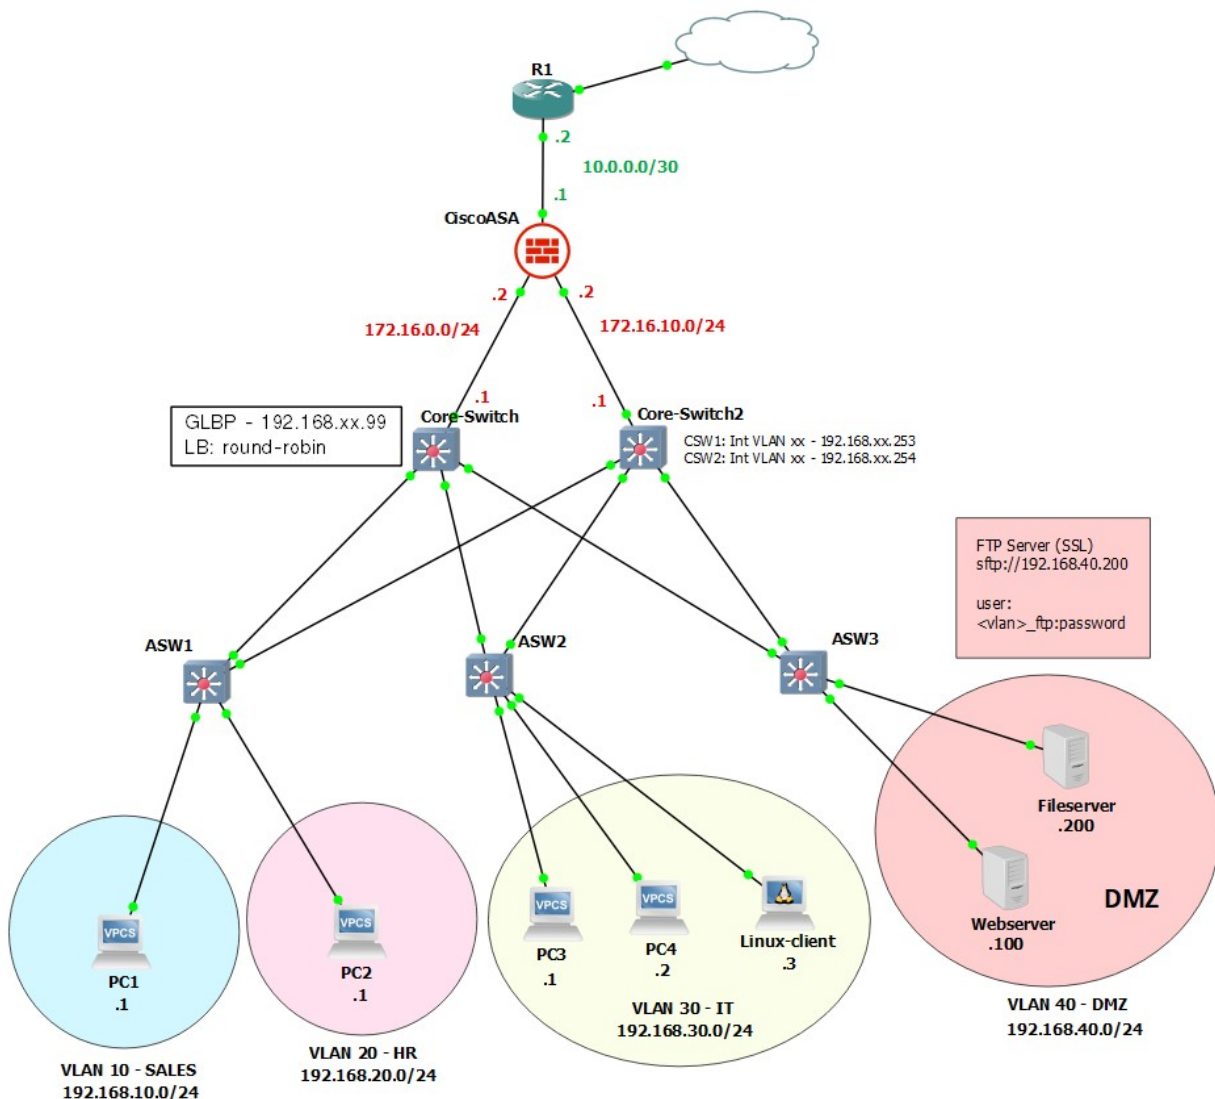 R1
.2
10.0.0.0/30
.1
CiscoASA
.2
.2
172.16.0.0/24
172.16.10.0/24
.1
.1
Core-Switch
Core-Switch2
GLBP - 192.168.xx.99
LB: round-robin
CSW1: Int VLAN xx - 192.168.xx.253
CSW2: Int VLAN xx - 192.168.xx.254
FTP Server (SSL)
sftp://192.168.40.200
user:
<vlan>_ftp:password
ASW1
ASW2
ASW3
Fileserver
.200
Webserver
.100
DMZ
VPCS
PC1
.1
VPCS
PC2
.1
VPCS
PC3
.1
VPCS
PC4
.2
Linux-client
.3
VLAN 10 - SALES
192.168.10.0/24
VLAN 20 - HR
192.168.20.0/24
VLAN 30 - IT
192.168.30.0/24
VLAN 40 - DMZ
192.168.40.0/24